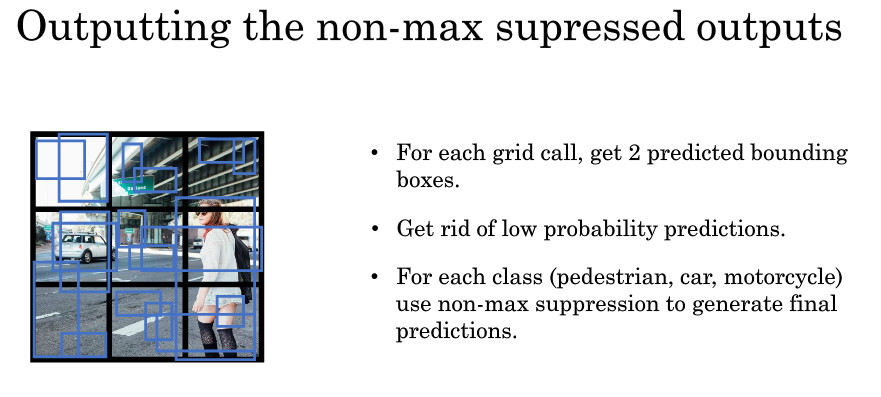 Outputting the non-max supressed outputs
• For each grid call, get 2 predicted bounding
boxes.
• Get rid of low probability predictions.
• For each class (pedestrian, car, motorcycle)
use non-max suppression to generate final
predictions.